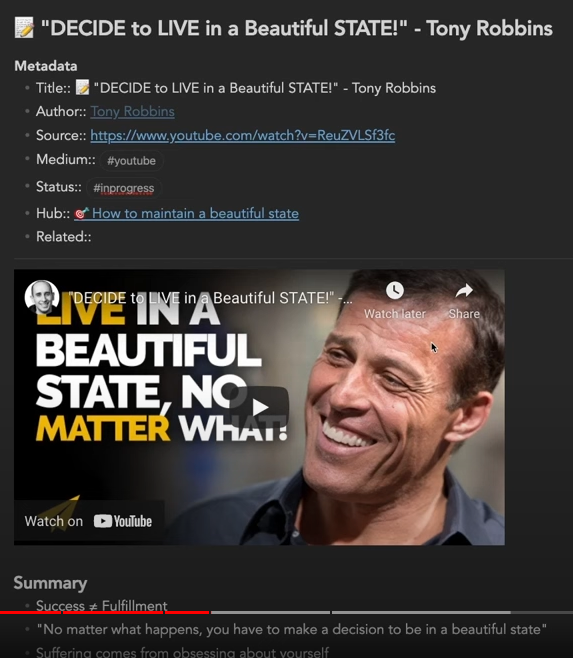 📝 "DECIDE to LIVE in a Beautiful STATE!" - Tony Robbins
Metadata
Title:: 📝 "DECIDE to LIVE in a Beautiful STATE!" - Tony Robbins
Author:: Tony Robbins
Source:: https://www.youtube.com/watch?v=ReuZVLSf3fc
Medium:: #youtube
Status:: #inprogress
Hub:: 🎯 How to maintain a beautiful state
Related::
"DECIDE to LIVE in a Beautiful STATE!" -...
Watch later
Share
LIVE IN A
BEAUTIFUL
STATE, NO
MATTER WHAT!
Watch on YouTube
Summary
Success ≠ Fulfillment
"No matter what happens, you have to make a decision to be in a beautiful state"
Suffering comes from obsessing about yourself